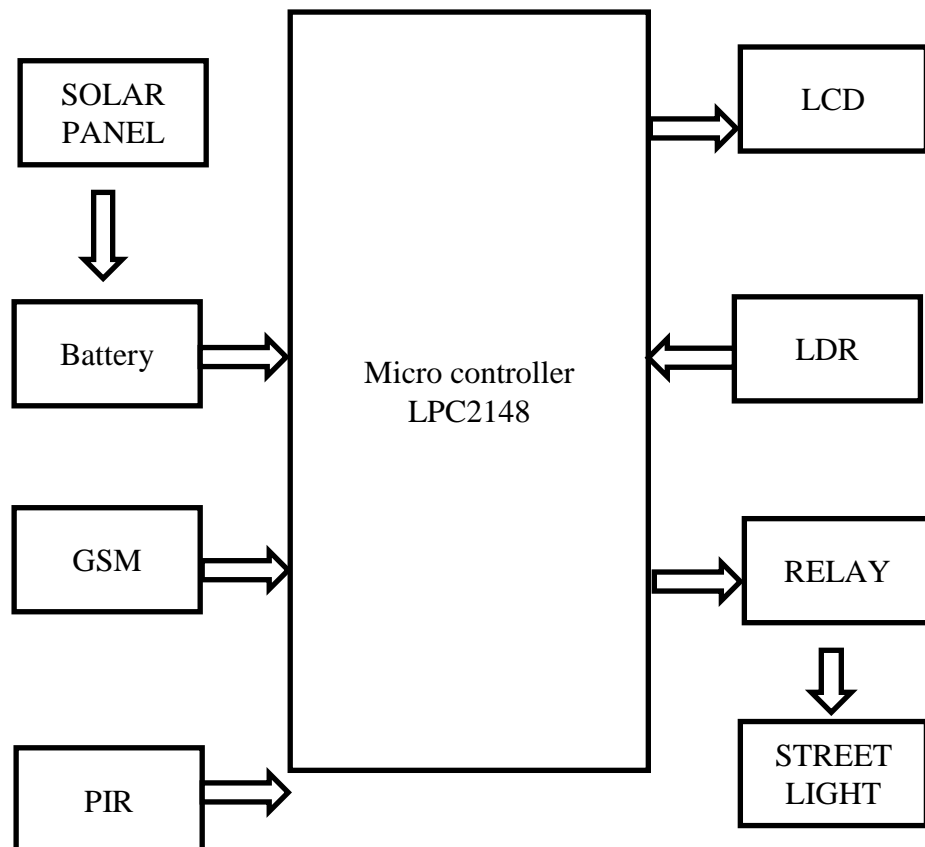 SOLAR
PANEL
LCD
Battery
Micro controller
LPC2148
LDR
GSM
RELAY
PIR
STREET
LIGHT